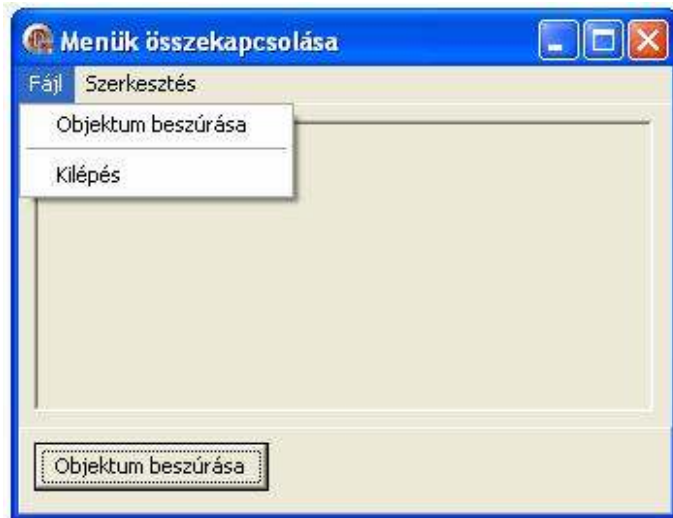 Menük összekapcsolása
Fájl Szerkesztés
Objektum beszúrása
Kilépés
Objektum beszúrása